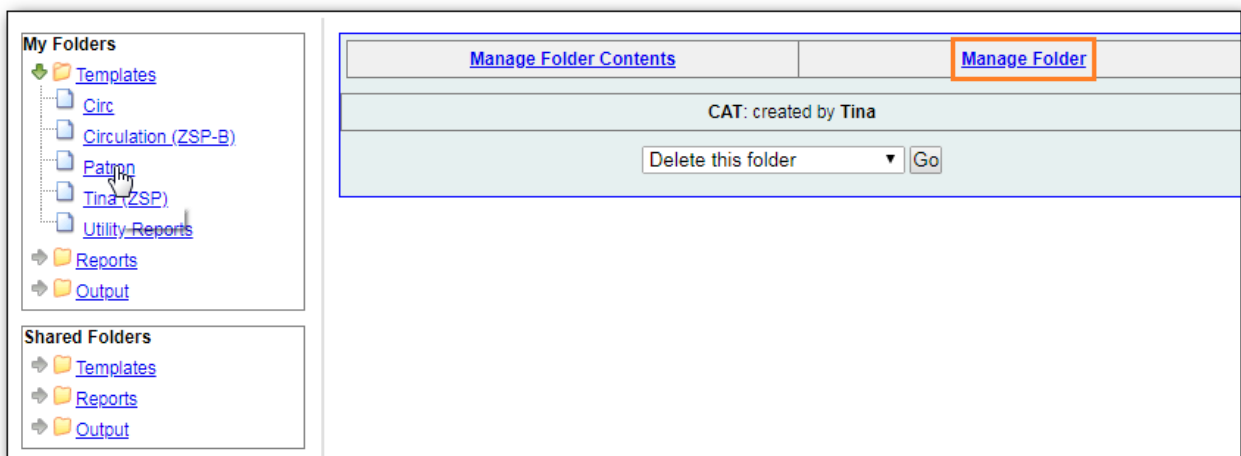 My Folders
Templates
Circ
Circulation (ZSP-B)
Patron
Tina (ZSP)
Utility Reports
Reports
Output
Shared Folders
Templates
Reports
Output
Manage Folder Contents
Manage Folder
CAT: created by Tina
Delete this folder
Go